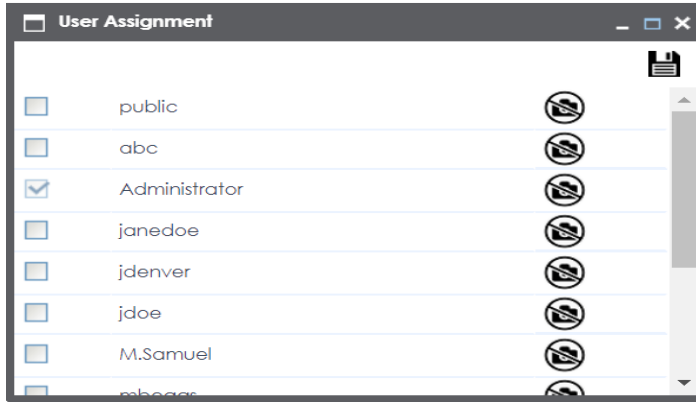 User Assignment
public
abc
Administrator
janedoe
jdenver
jdoe
M.Samuel